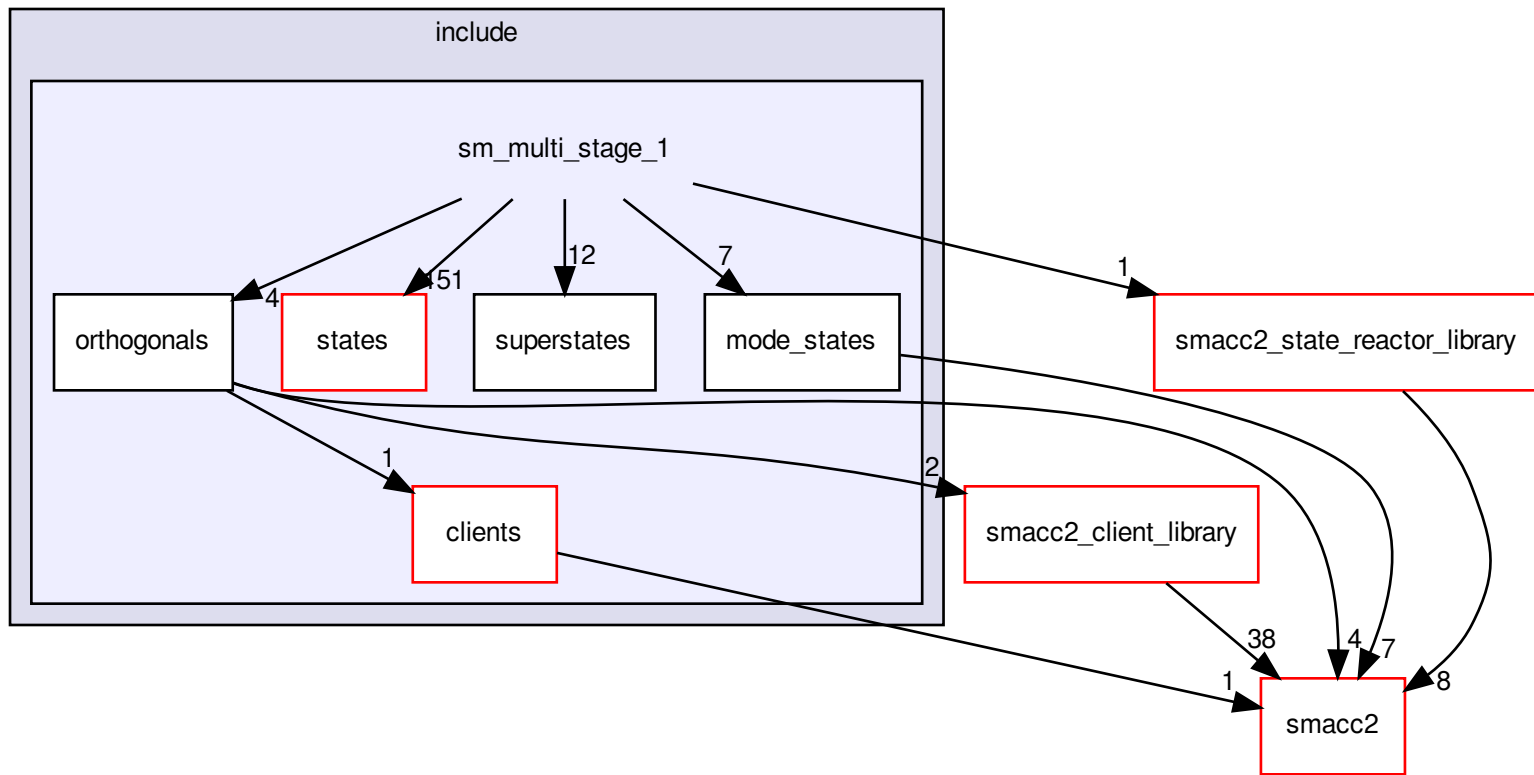 include
sm_multi_stage_1
4
12
7
1
orthogonals
states
superstates
mode_states
smacc2_state_reactor_library
1
2
clients
smacc2_client_library
38
4
7
1
8
smacc2